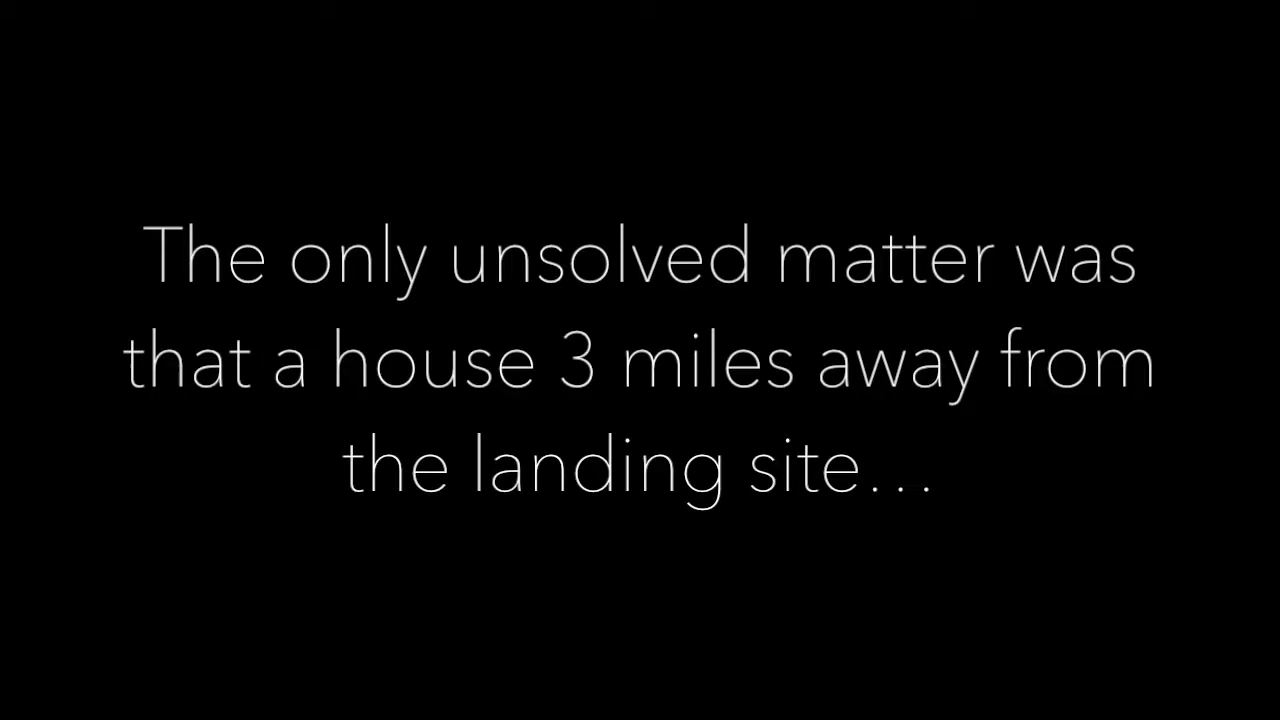 The only unsolved matter was
that a house 3 miles away from
the landing site...